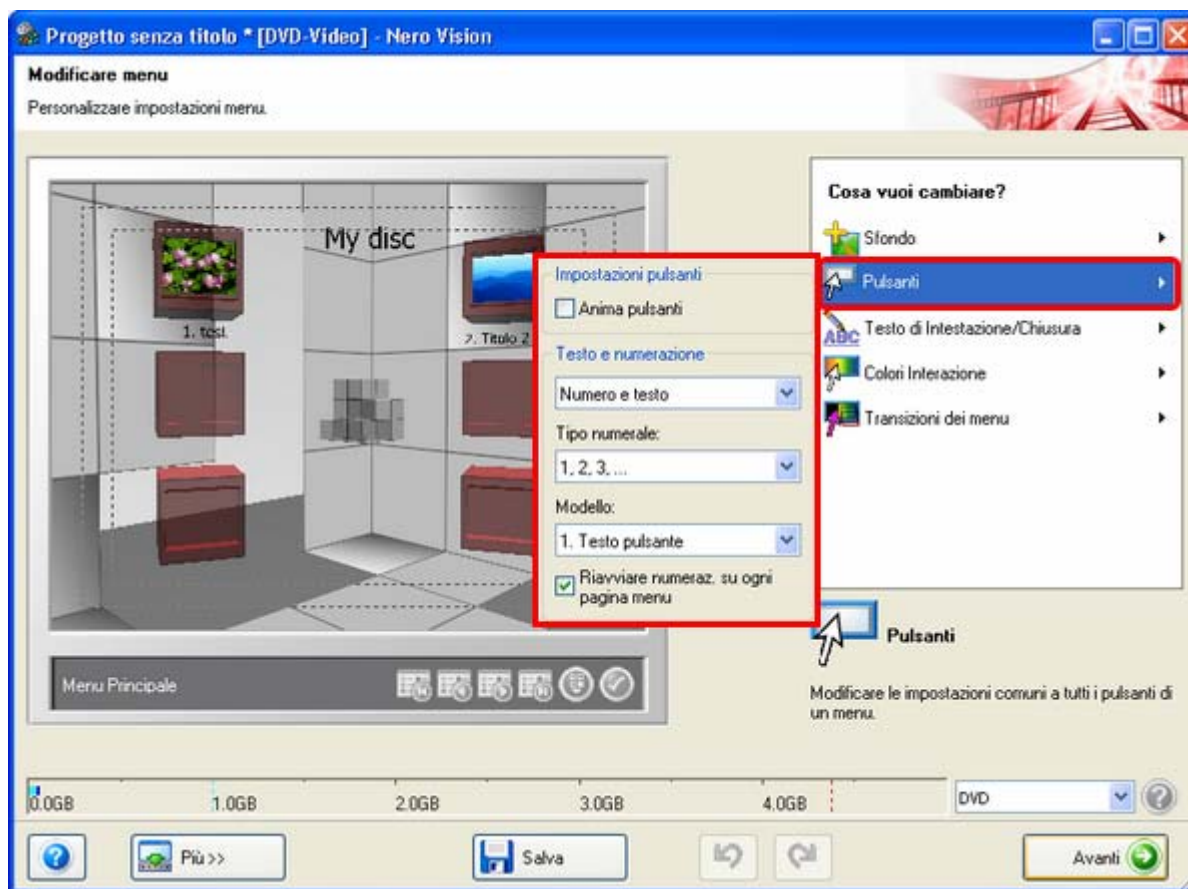 Progetto senza titolo * [DVD-Video] - Nero Vision
Modificare menu
Personalizzare impostazioni menu.
My disc
1. test
2. Titolo 2
Menu Principale
Impostazioni pulsanti
Anima pulsanti
Testo e numerazione
Numero e testo
Tipo numerale:
1, 2, 3, ...
Modello:
1. Testo pulsante
Riavviare numeraz. su ogni
pagina menu
Cosa vuoi cambiare?
Sfondo
Pulsanti
ABC
Testo di Intestazione/Chiusura
Colori Interazione
Transizioni dei menu
Pulsanti
Modificare le impostazioni comuni a tutti i pulsanti di
un menu.
0.0GB 1.0GB 2.0GB 3.0GB 4.0GB
DVD
Più >>
Salva
Avanti